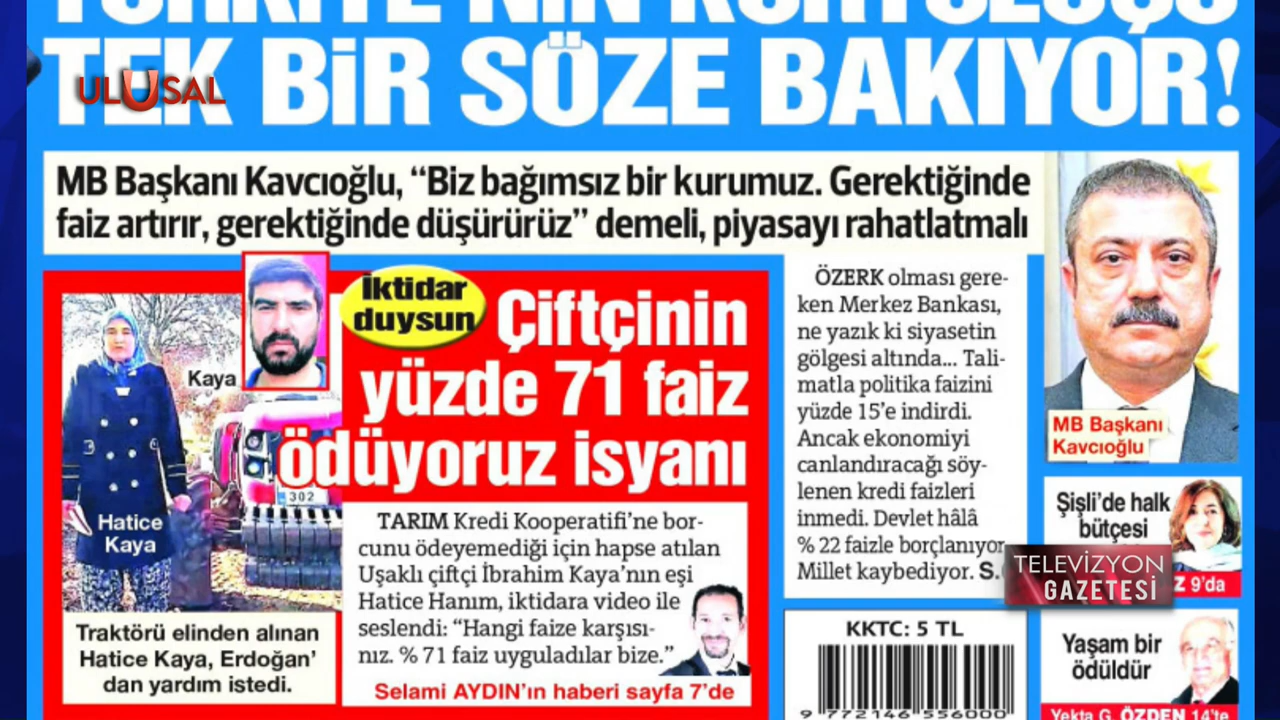 TÜRKİYE'NİN KURTULUŞU
TEK BİR SÖZE BAKIYOR!
ULUSAL
MB Başkanı Kavcıoğlu, “Biz bağımsız bir kurumuz. Gerektiğinde
faiz artırır, gerektiğinde düşürürüz” demeli, piyasayı rahatlatmalı
İktidar
duysun
Çiftçinin
yüzde 71 faiz
ödüyoruz isyanı
Kaya
Hatice
Kaya
302
Traktörü elinden alınan
Hatice Kaya, Erdoğan’
dan yardım istedi.
TARIM Kredi Kooperatifi’ne bor-
cunu ödeyemediği için hapse atılan
Uşaklı çiftçi İbrahim Kaya’nın eşi
Hatice Hanım, iktidara video ile
seslendi: “Hangi faize karşısı-
nız. % 71 faiz uyguladılar bize.”
Selami AYDIN’ın haberi sayfa 7’de
ÖZERK olması gere-
ken Merkez Bankası,
ne yazık ki siyasetin
gölgesi altında... Tali-
matla politika faizini
yüzde 15’e indirdi.
Ancak ekonomiyi
canlandıracağı söy-
lenen kredi faizleri
inmedi. Devlet hâlâ
% 22 faizle borçlanıyor
Millet kaybediyor. S.
MB Başkanı
Kavcıoğlu
Şişli’de halk
bütçesi
TELEVİZYON
GAZETESİ
Z 9’da
KKTC: 5 TL
9 772146 556000
Yaşam bir
ödüldür
Yekta G. ÖZDEN 14’te